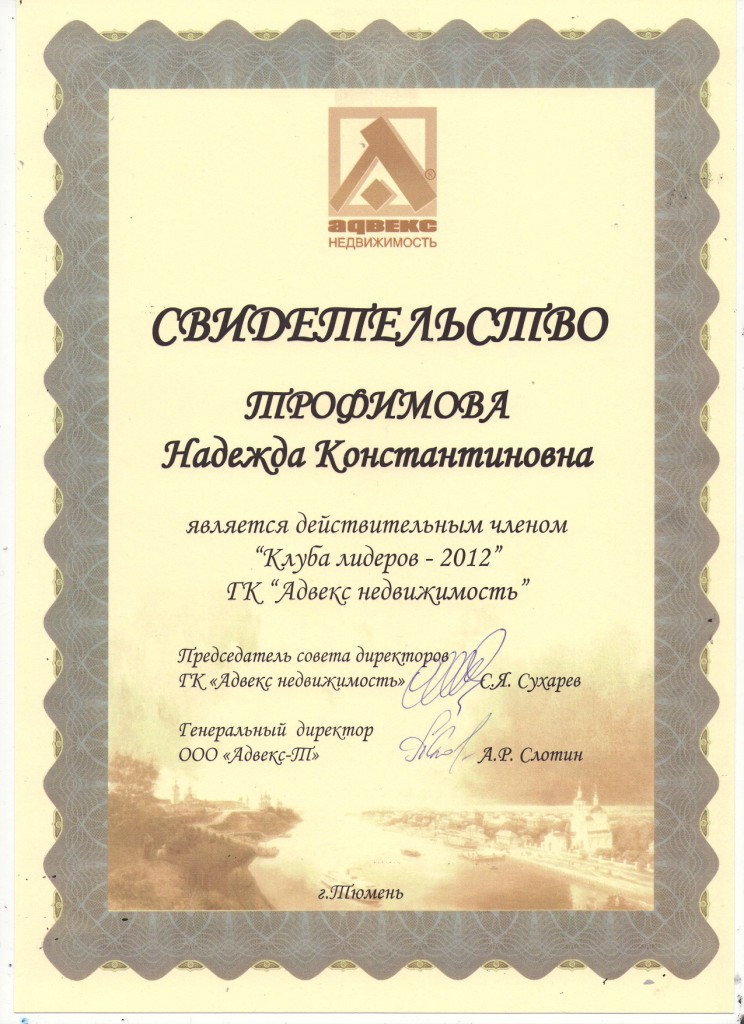 адвекс
НЕДВИЖИМОСТЬ
СВИДЕТЕЛЬСТВО
ТРОФИМОВА
Надежда Константиновна
является действительным членом
“Клуба лидеров - 2012”
ГК “Адвекс недвижимость”
Председатель совета директоров
ГК «Адвекс недвижимость» С.Я. Сухарев
Генеральный директор
ООО «Адвекс-Т» А.Р. Слотин
г.Тюмень